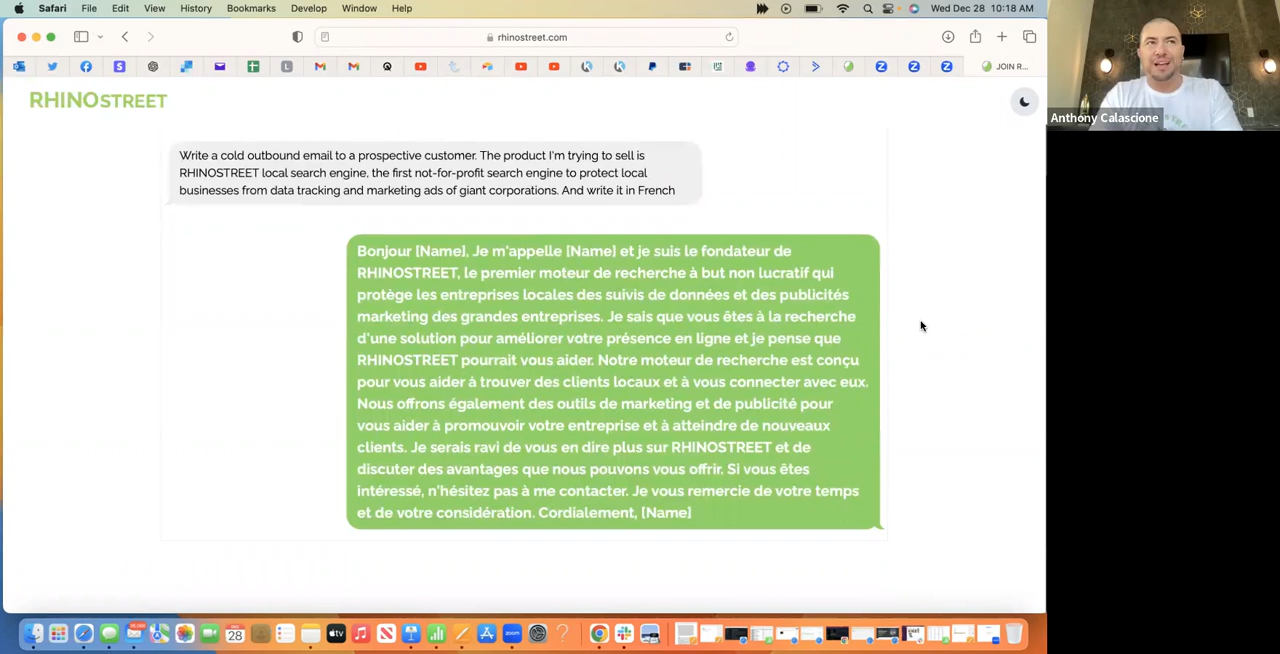 Safari File Edit View History Bookmarks Develop Window Help Wed Dec 28 10:18 AM
rhinostreet.com
JOIN R...
RHINOSTREET
Write a cold outbound email to a prospective customer. The product I'm trying to sell is
RHINOSTREET local search engine, the first not-for-profit search engine to protect local
businesses from data tracking and marketing ads of giant corporations. And write it in French
Bonjour [Name], Je m'appelle [Name] et je suis le fondateur de
RHINOSTREET, le premier moteur de recherche à but non lucratif qui
protège les entreprises locales des suivis de données et des publicités
marketing des grandes entreprises. Je sais que vous êtes à la recherche
d'une solution pour améliorer votre présence en ligne et je pense que
RHINOSTREET pourrait vous aider. Notre moteur de recherche est conçu
pour vous aider à trouver des clients locaux et à vous connecter avec eux.
Nous offrons également des outils de marketing et de publicité pour
vous aider à promouvoir votre entreprise et à atteindre de nouveaux
clients. Je serais ravi de vous en dire plus sur RHINOSTREET et de
discuter des avantages que nous pouvons vous offrir. Si vous êtes
intéressé, n'hésitez pas à me contacter. Je vous remercie de votre temps
et de votre considération. Cordialement, [Name]
Anthony Calascione